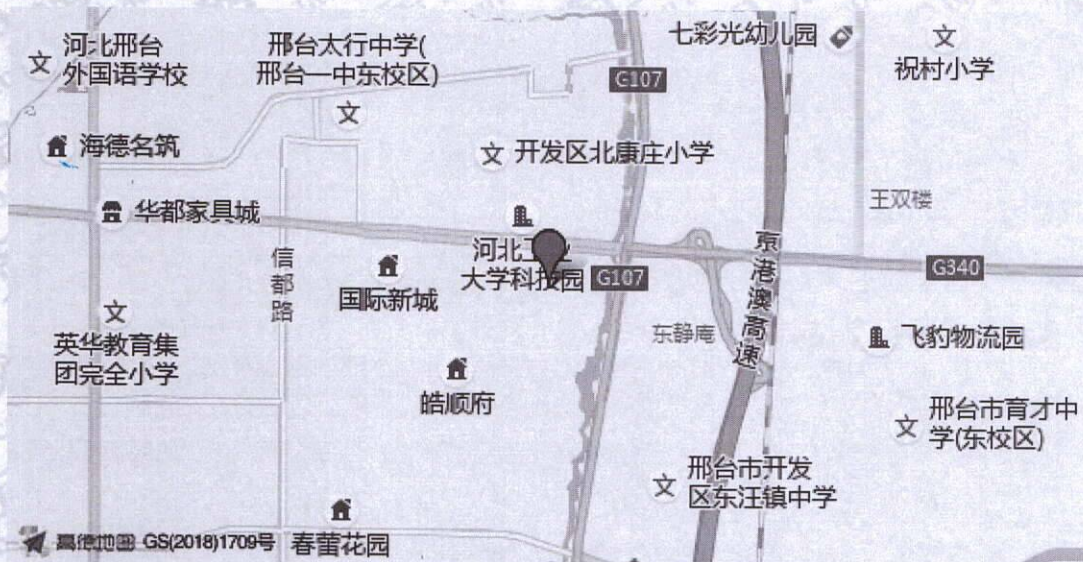 河北邢台
外国语学校
邢台太行中学(
邢台一中东校区)
七彩光幼儿园
祝村小学
G107
海德名筑
开发区北康庄小学
华都家具城
王双楼
信都路
河北工业
大学科技园
G107
国际新城
京港澳高速
G340
英华教育集
团完全小学
东静庵
飞豹物流园
皓顺府
邢台市育才中
学(东校区)
邢台市开发
区东汪镇中学
高德地图 GS(2018)1709号
春蕾花园